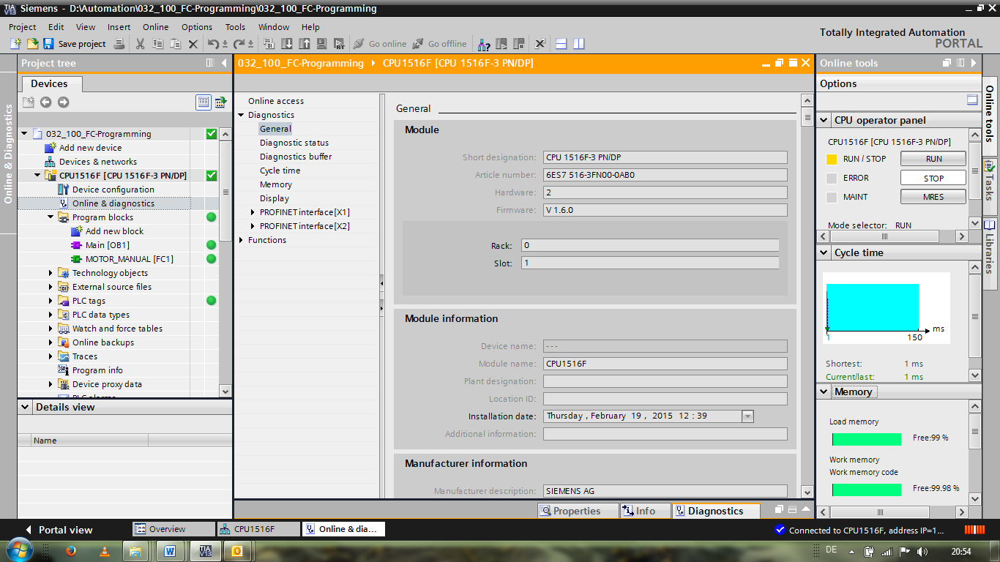 Siemens - D:\Automation\032_100_FC-Programming\032_100_FC-Programming
Project Edit View Insert Online Options Tools Window Help
Totally Integrated Automation
PORTAL
Save project Go online Go offline
Project tree
Devices
Online & Diagnostics
032_100_FC-Programming
Add new device
Devices & networks
CPU1516F [CPU 1516F-3 PN/DP]
Device configuration
Online & diagnostics
Program blocks
Add new block
Main [OB1]
MOTOR_MANUAL [FC1]
Technology objects
External source files
PLC tags
PLC data types
Watch and force tables
Online backups
Traces
Program info
Device proxy data
Details view
Name
032_100_FC-Programming CPU1516F [CPU 1516F-3 PN/DP]
Online access
Diagnostics
General
Diagnostic status
Diagnostics buffer
Cycle time
Memory
Display
PROFINET interface[X1]
PROFINET interface[X2]
Functions
General
Module
Short designation: CPU 1516F-3 PN/DP
Article number: 6ES7 516-3FN00-0AB0
Hardware: 2
Firmware: V 1.6.0
Rack: 0
Slot: 1
Module information
Device name: ---
Module name: CPU1516F
Plant designation:
Location ID:
Installation date: Thursday , February 19 , 2015 12 : 39
Additional information:
Manufacturer information
Manufacturer description: SIEMENS AG
Properties Info Diagnostics
Online tools
Options
CPU operator panel
CPU1516F [CPU 1516F-3 PN/DP]
RUN / STOP RUN
ERROR STOP
MAINT MRES
Mode selector: RUN
Cycle time
ms
1 150
Shortest: 1 ms
Current/last: 1 ms
Memory
Load memory
Free:99 %
Work memory
Work memory code
Free:99.98 %
Online tools
Tasks
Libraries
Portal view Overview CPU1516F Online & dia... Connected to CPU1516F, address IP=1...
TIA V13
DE 20:54